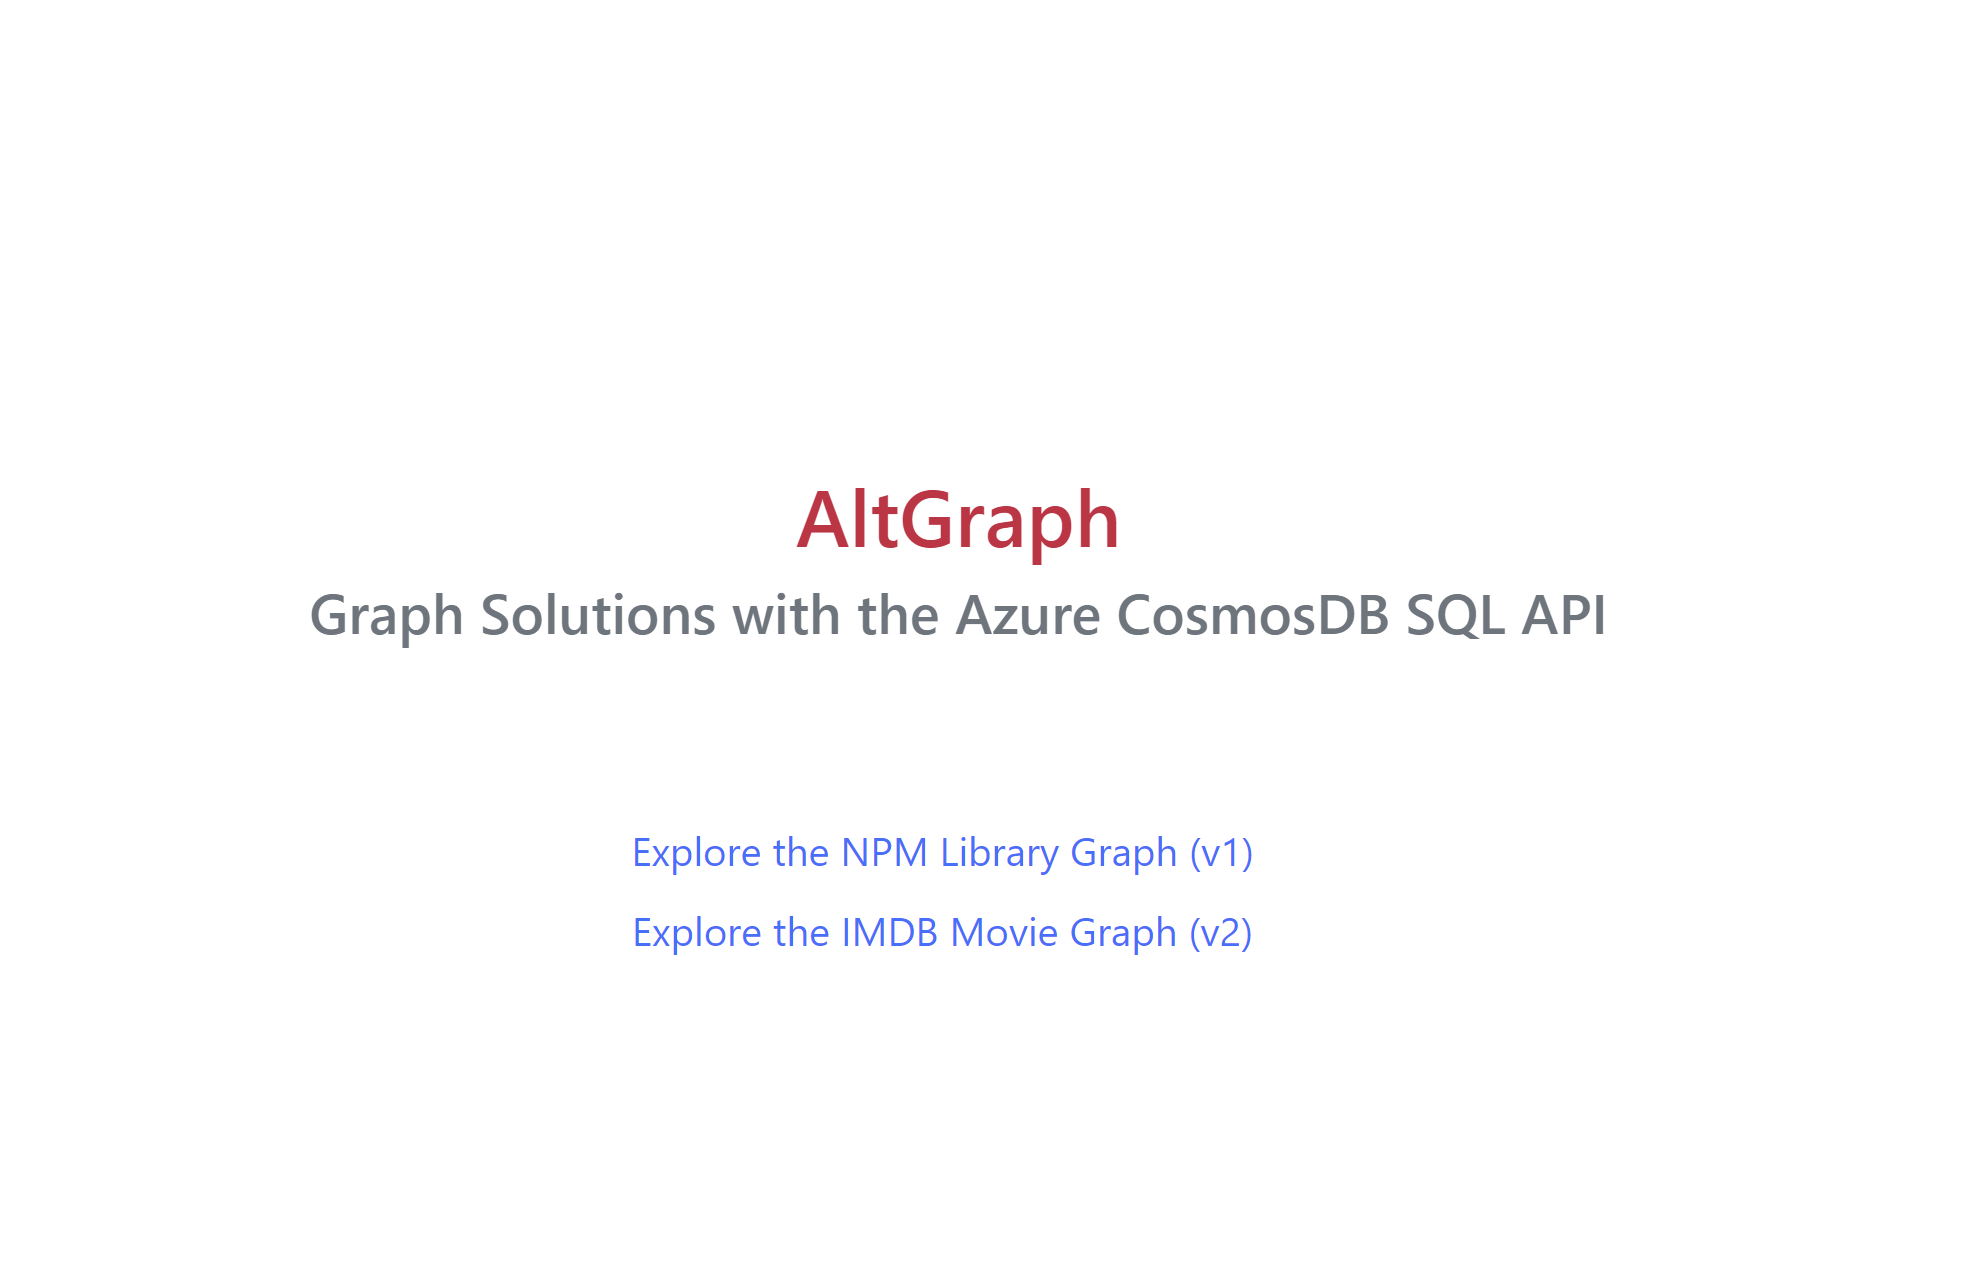 AltGraph
Graph Solutions with the Azure CosmosDB SQL API
Explore the NPM Library Graph (v1)
Explore the IMDB Movie Graph (v2)